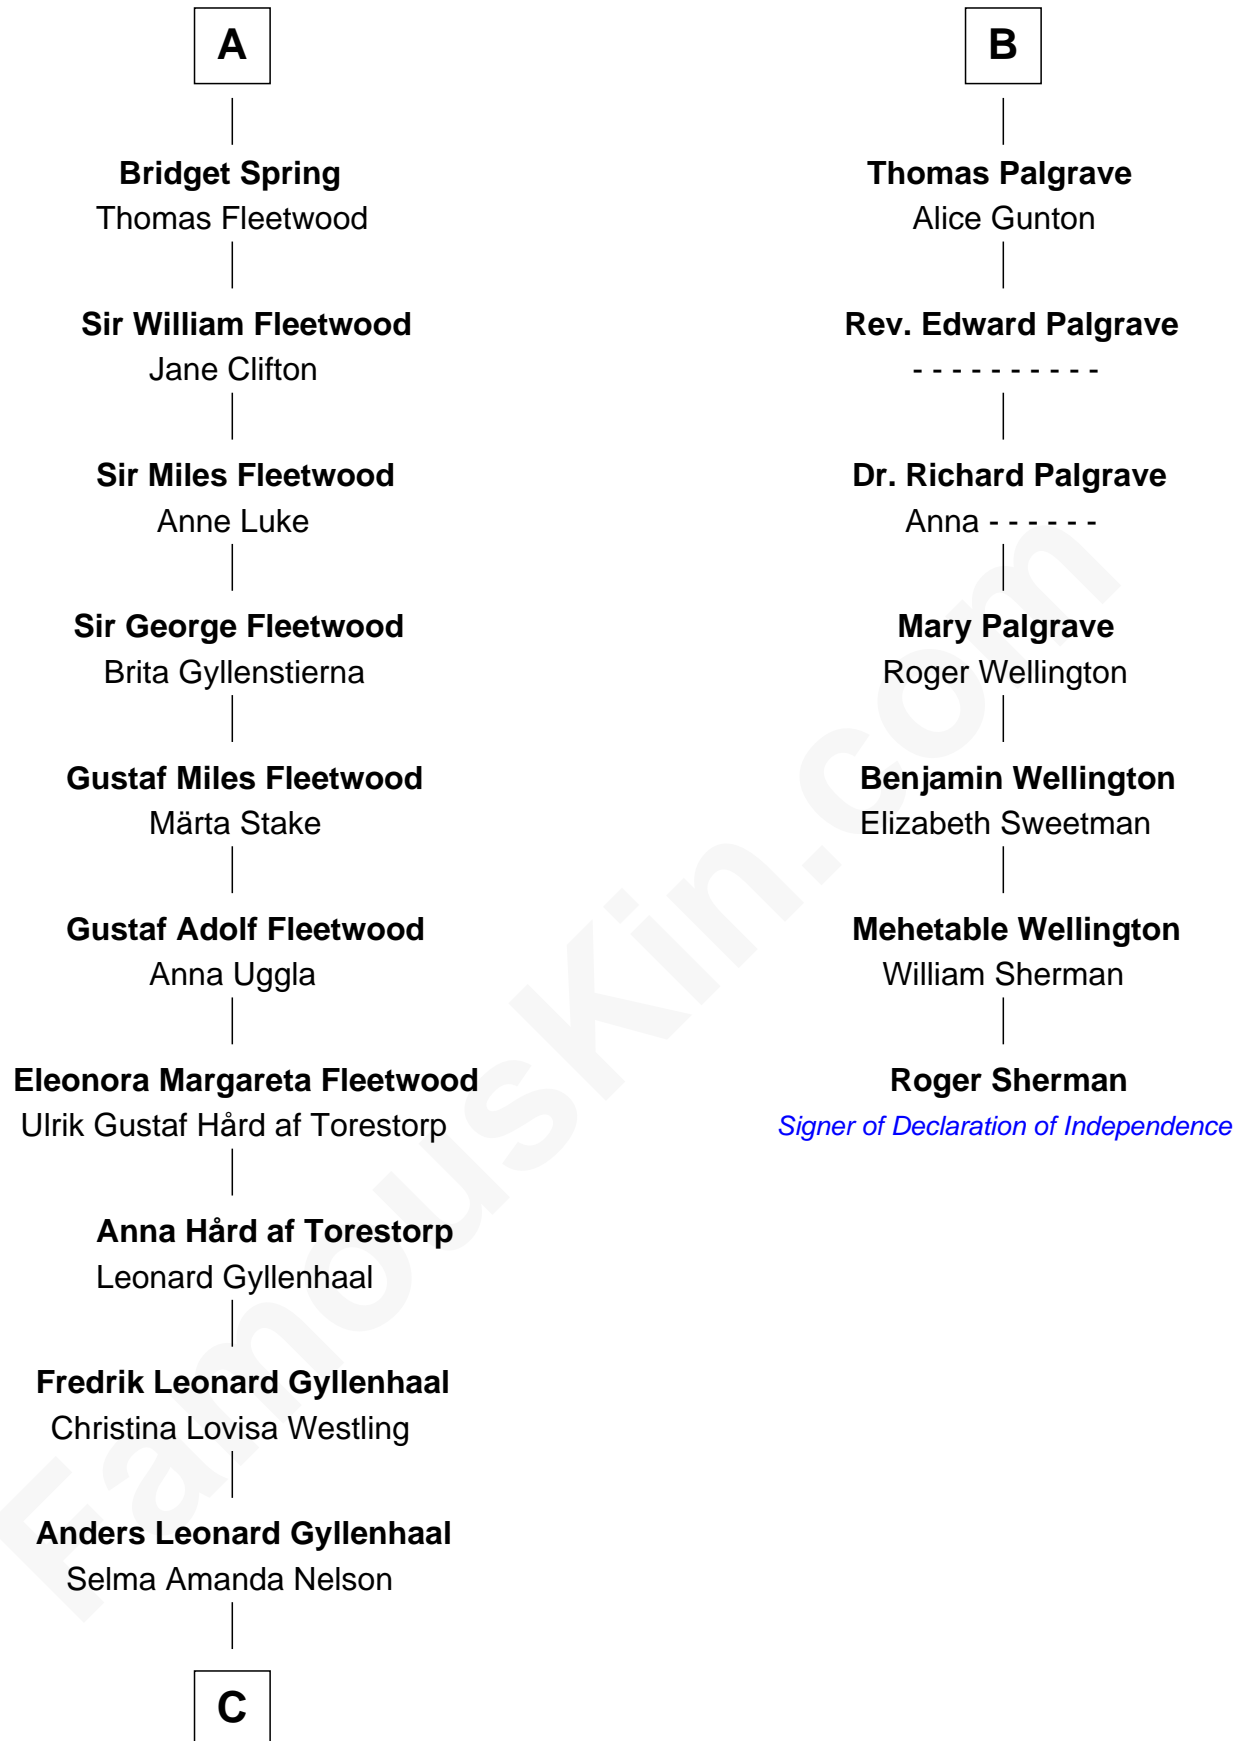 A
Bridget Spring
Thomas Fleetwood
Sir William Fleetwood
Jane Clifton
Sir Miles Fleetwood
Anne Luke
Sir George Fleetwood
Brita Gyllenstierna
Gustaf Miles Fleetwood
Märta Stake
Gustaf Adolf Fleetwood
Anna Uggla
Eleonora Margareta Fleetwood
Ulrik Gustaf Hård af Torestorp
Anna Hård af Torestorp
Leonard Gyllenhaal
Fredrik Leonard Gyllenhaal
Christina Lovisa Westling
Anders Leonard Gyllenhaal
Selma Amanda Nelson
C
B
Thomas Palgrave
Alice Gunton
Rev. Edward Palgrave
- - - - - - - - - -
Dr. Richard Palgrave
Anna - - - - - -
Mary Palgrave
Roger Wellington
Benjamin Wellington
Elizabeth Sweetman
Mehetable Wellington
William Sherman
Roger Sherman
Signer of Declaration of Independence
FamousKin.com